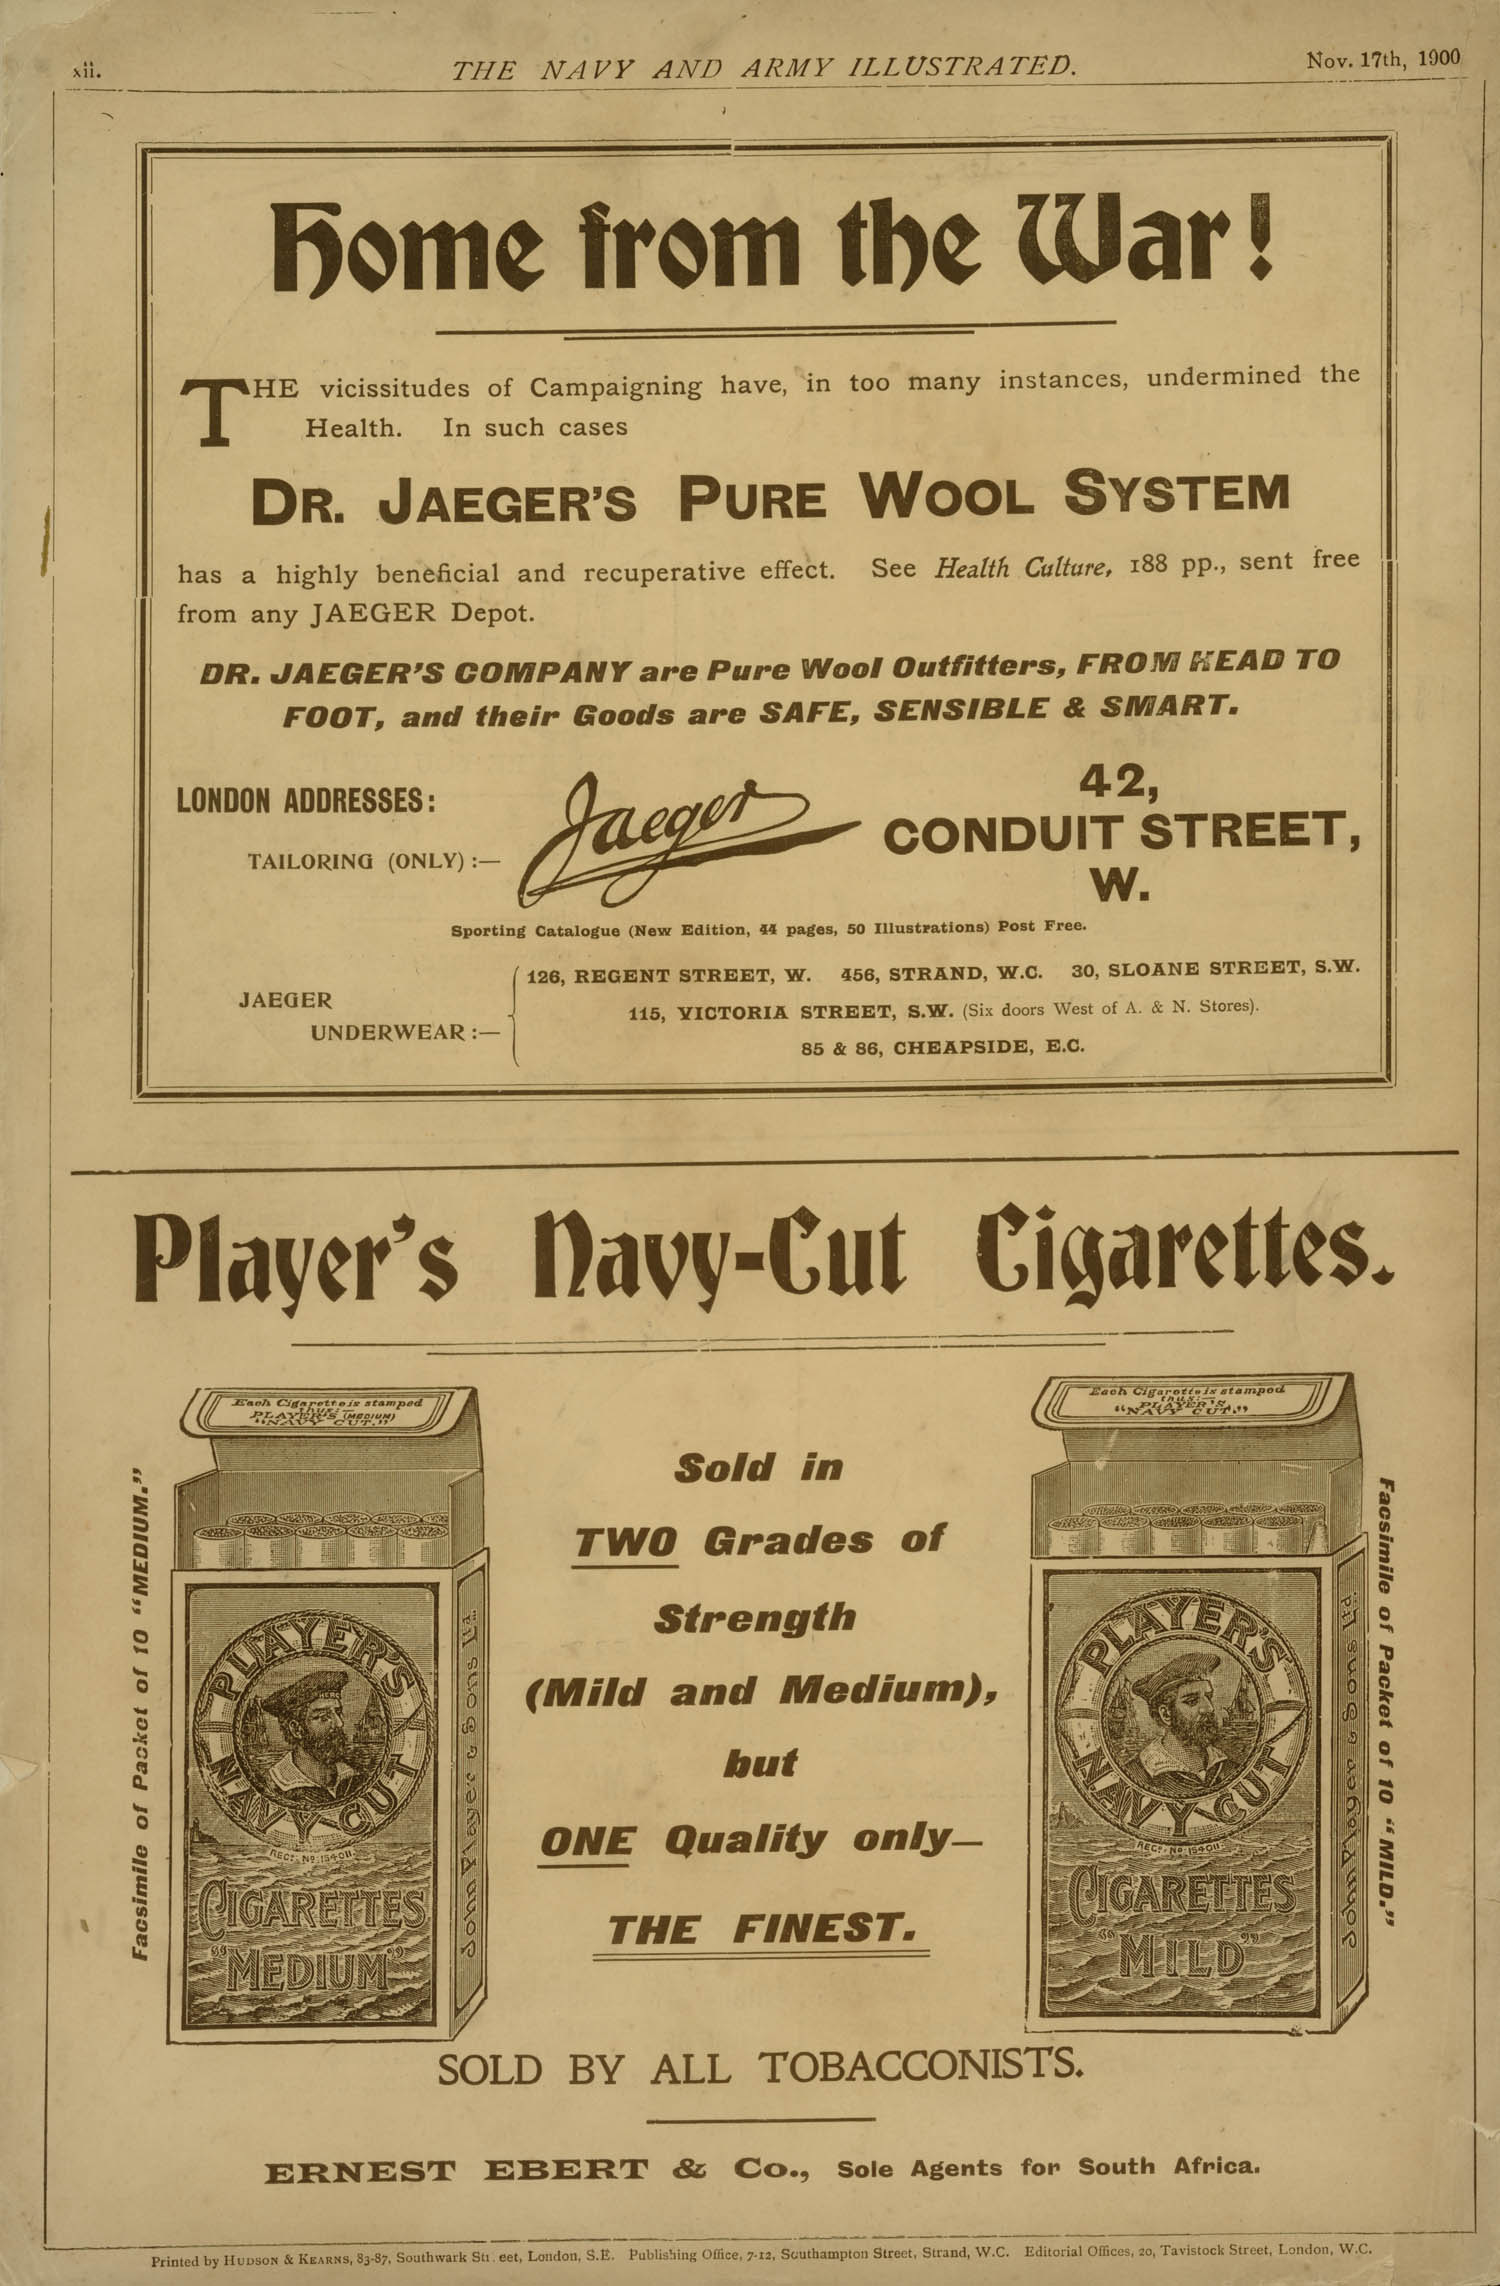 xii.
THE NAVY AND ARMY ILLUSTRATED.
Nov. 17th, 1900
Home from the War!
THE vicissitudes of Campaigning have, in too many instances, undermined the
Health. In such cases
DR. JAEGER'S PURE WOOL SYSTEM
has a highly beneficial and recuperative effect. See Health Culture, 188 pp., sent free
from any JAEGER Depot.
DR. JAEGER'S COMPANY are Pure Wool Outfitters, FROM HEAD TO
FOOT, and their Goods are SAFE, SENSIBLE & SMART.
LONDON ADDRESSES:
TAILORING (ONLY) :—
Jaeger
42,
CONDUIT STREET,
W.
Sporting Catalogue (New Edition, 44 pages, 50 Illustrations) Post Free.
JAEGER
UNDERWEAR :—
126, REGENT STREET, W. 456, STRAND, W.C. 30, SLOANE STREET, S.W.
115, VICTORIA STREET, S.W. (Six doors West of A. & N. Stores).
85 & 86, CHEAPSIDE, E.C.
Player's Navy-Cut Cigarettes.
Facsimile of Packet of 10 "MEDIUM."
Each Cigarette is stamped
thus:—
PLAYER'S (MEDIUM)
"NAVY CUT."
PLAYER'S
NAVY CUT
HERO
REGD. NO. 154011.
CIGARETTES
"MEDIUM"
John Player & Sons Ltd.
Sold in
TWO Grades of
Strength
(Mild and Medium),
but
ONE Quality only—
THE FINEST.
Each Cigarette is stamped
thus:—
PLAYER'S
"NAVY CUT."
PLAYER'S
NAVY CUT
REGD. NO. 154011.
CIGARETTES
"MILD"
John Player & Sons Ltd.
Facsimile of Packet of 10 "MILD."
SOLD BY ALL TOBACCONISTS.
ERNEST EBERT & Co., Sole Agents for South Africa.
Printed by HUDSON & KEARNS, 83-87, Southwark Street, London, S.E. Publishing Office, 7-12, Southampton Street, Strand, W.C. Editorial Offices, 20, Tavistock Street, London, W.C.